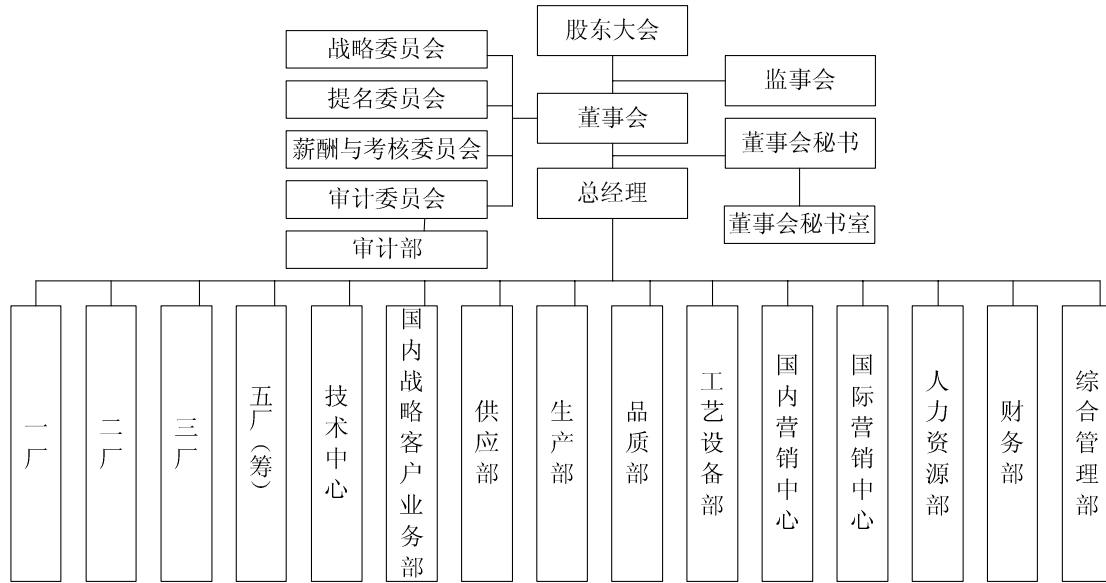 股东大会
战略委员会
监事会
提名委员会
董事会
薪酬与考核委员会
董事会秘书
审计委员会
总经理
董事会秘书室
审计部
一厂
二厂
三厂
五厂（筹）
技术中心
国内战略客户业务部
供应部
生产部
品质部
工艺设备部
国内营销中心
国际营销中心
人力资源部
财务部
综合管理部